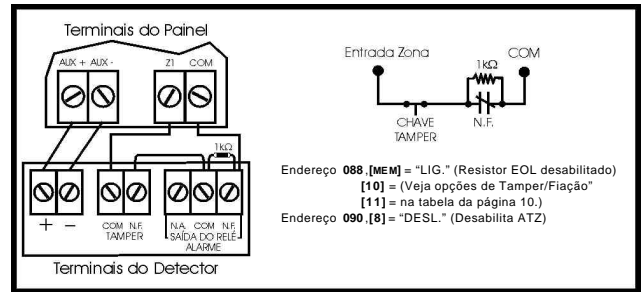 Terminais do Painel
AUX + AUX -
Z1 COM
1kΩ
+ -
COM N.F.
TAMPER
N.A. COM N.F.
SAÍDA DO RELÉ
ALARME
Terminais do Detector
Entrada Zona
COM
1kΩ
CHAVE
TAMPER
N.F.
Endereço 088,[MEM] = “LIG.” (Resistor EOL desabilitado)
[10] = (Veja opções de Tamper/Fiação”
[11] = na tabela da página 10.)
Endereço 090,[8] = “DESL.” (Desabilita ATZ)